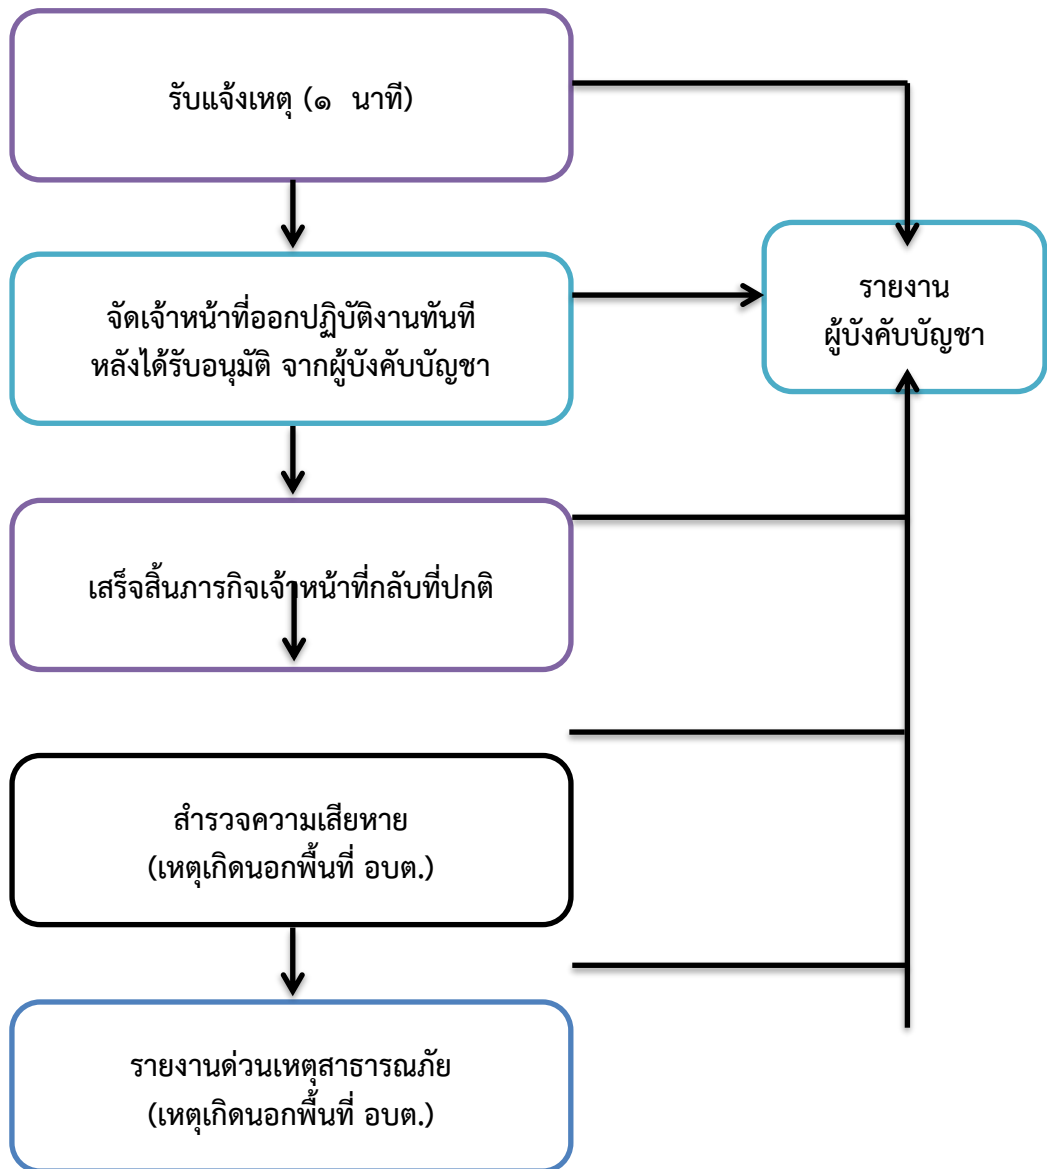 รับแจ้งเหตุ (๑ นาที)
จัดเจ้าหน้าที่ออกปฏิบัติงานทันที
หลังได้รับอนุมัติ จากผู้บังคับบัญชา
รายงาน
ผู้บังคับบัญชา
เสร็จสิ้นภารกิจเจ้าหน้าที่กลับที่ปกติ
สำรวจความเสียหาย
(เหตุเกิดนอกพื้นที่ อบต.)
รายงานด่วนเหตุสาธารณภัย
(เหตุเกิดนอกพื้นที่ อบต.)